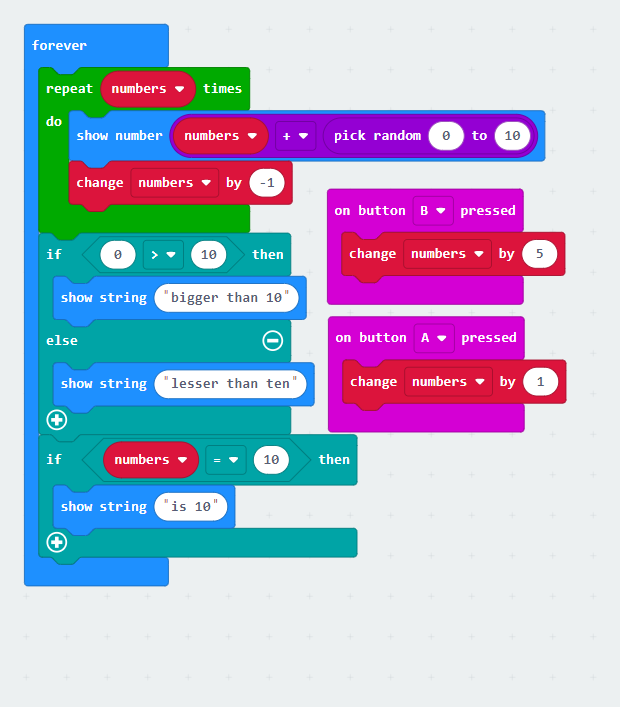 forever
repeat numbers times
do
show number numbers + pick random 0 to 10
change numbers by -1
if 0 > 10 then
show string "bigger than 10"
else
show string "lesser than ten"
if numbers = 10 then
show string "is 10"
on button B pressed
change numbers by 5
on button A pressed
change numbers by 1